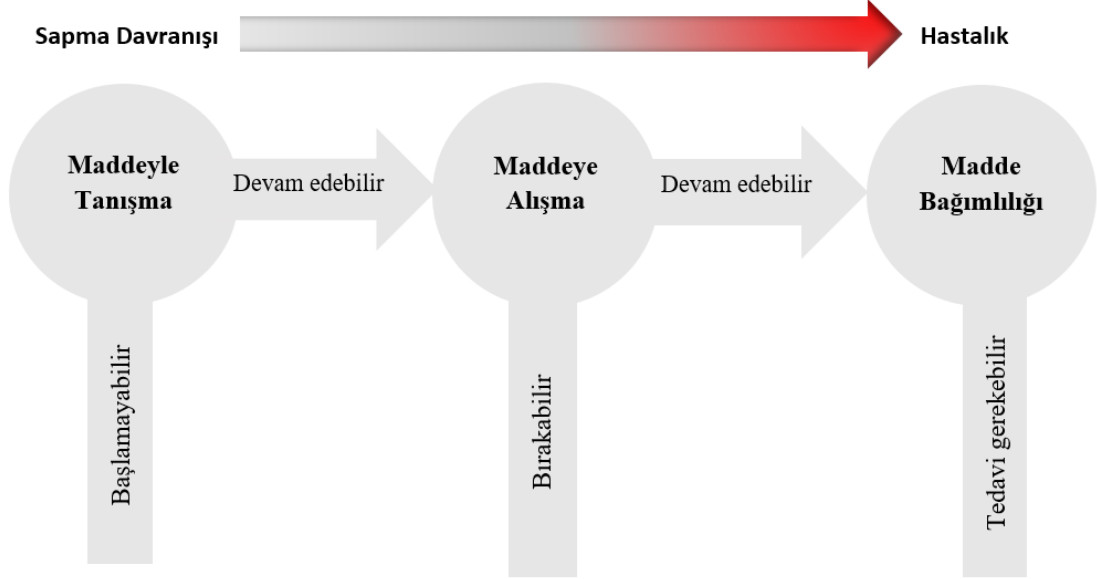 Sapma Davranışı
Hastalık
Maddeyle
Tanışma
Devam edebilir
Maddeye
Alışma
Devam edebilir
Madde
Bağımlılığı
Başlamayabilir
Bırakabilir
Tedavi gerekebilir